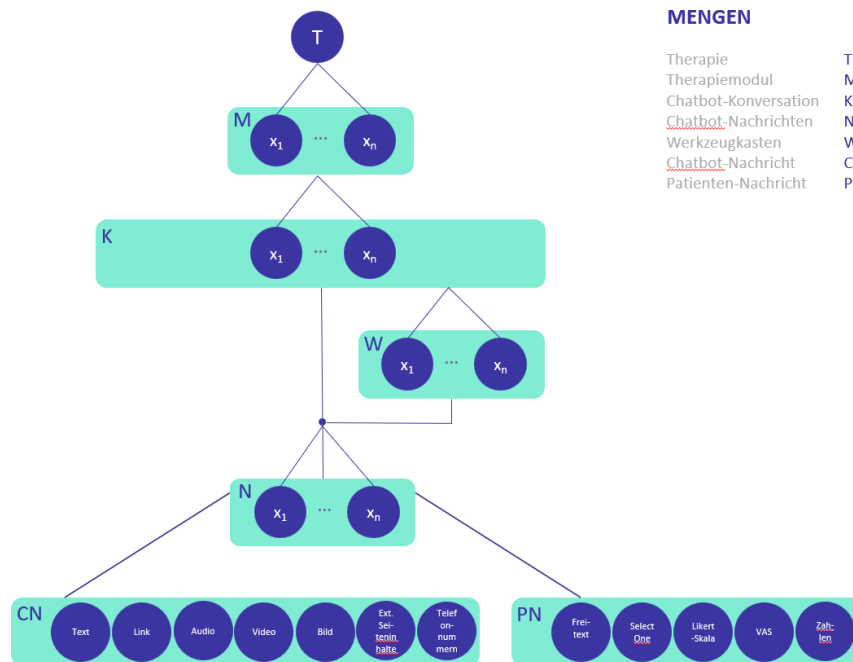 MENGEN
Therapie T
Therapiemodul M
Chatbot-Konversation K
Chatbot-Nachrichten N
Werkzeugkasten W
Chatbot-Nachricht C
Patienten-Nachricht P
T
M
x1 ... xn
K
x1 ... xn
W
x1 ... xn
N
x1 ... xn
CN
Text
Link
Audio
Video
Bild
Ext.
Sei-
tenin
halte
Telef
on-
num
mern
PN
Frei-
text
Select
One
Likert
-Skala
VAS
Zah-
len